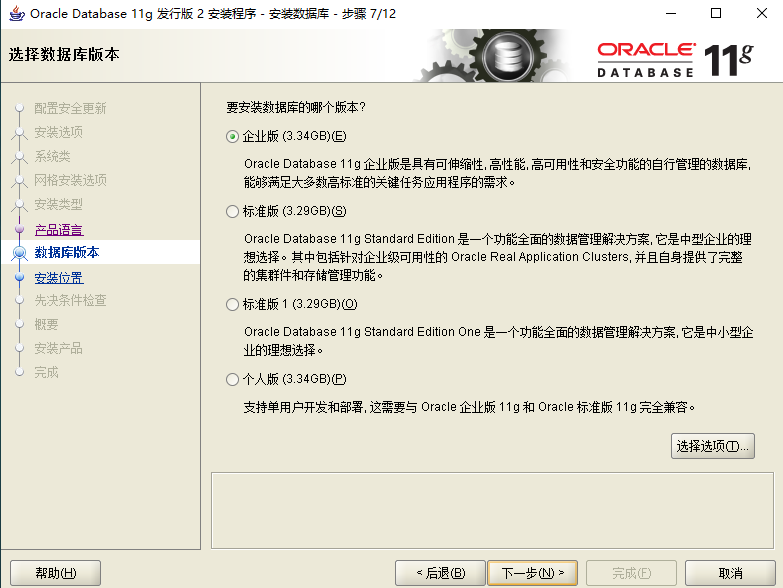 Oracle Database 11g 发行版 2 安装程序 - 安装数据库 - 步骤 7/12
选择数据库版本
ORACLE
DATABASE
11g
配置安全更新
安装选项
系统类
网格安装选项
安装类型
产品语言
数据库版本
安装位置
先决条件检查
概要
安装产品
完成
要安装数据库的哪个版本?
企业版 (3.34GB)(E)
Oracle Database 11g 企业版是具有可伸缩性, 高性能, 高可用性和安全功能的自行管理的数据库,
能够满足大多数高标准的关键任务应用程序的需求。
标准版 (3.29GB)(S)
Oracle Database 11g Standard Edition 是一个功能全面的数据管理解决方案, 它是中型企业的理
想选择。其中包括针对企业级可用性的 Oracle Real Application Clusters, 并且自身提供了完整
的集群件和存储管理功能。
标准版 1 (3.29GB)(O)
Oracle Database 11g Standard Edition One 是一个功能全面的数据管理解决方案, 它是中小型企
业的理想选择。
个人版 (3.34GB)(P)
支持单用户开发和部署, 这需要与 Oracle 企业版 11g 和 Oracle 标准版 11g 完全兼容。
选择选项(T)...
帮助(H)
< 后退(B)
下一步(N) >
完成(F)
取消